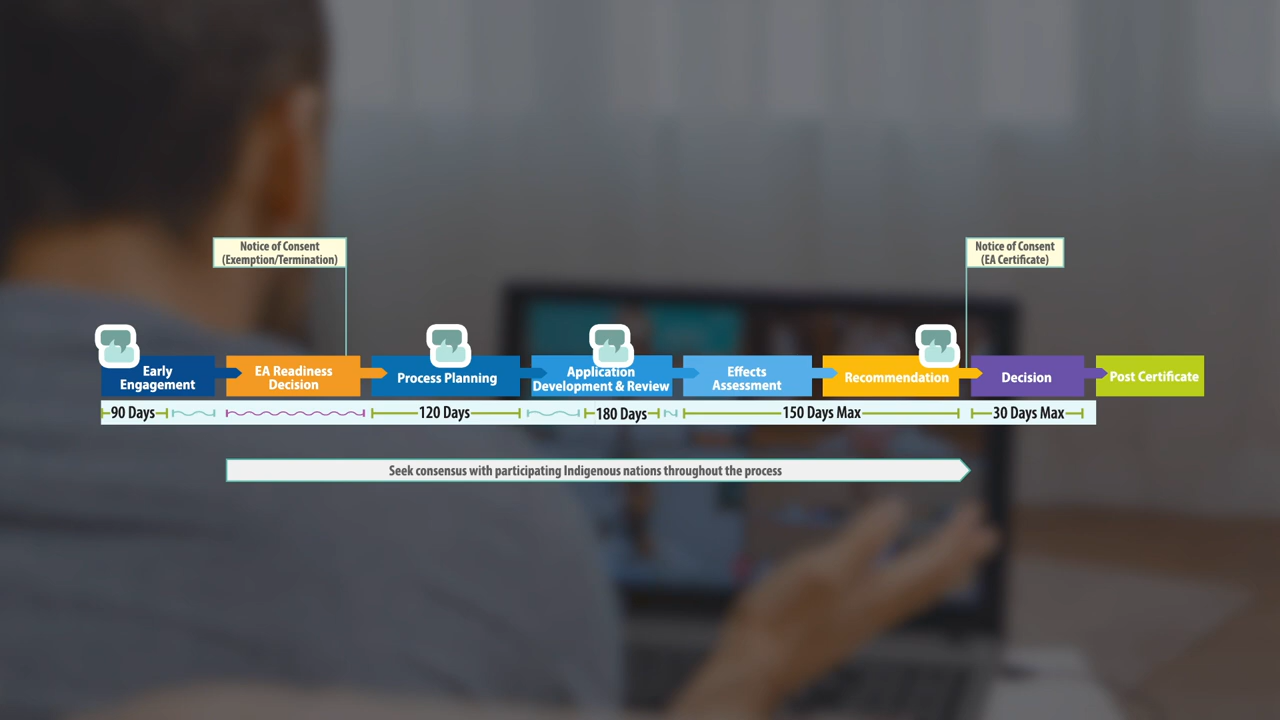 Notice of Consent
(Exemption/Termination)
Notice of Consent
(EA Certificate)
Early
Engagement
EA Readiness
Decision
Process Planning
Application
Development & Review
Effects
Assessment
Recommendation
Decision
Post Certificate
90 Days
120 Days
180 Days
150 Days Max
30 Days Max
Seek consensus with participating Indigenous nations throughout the process